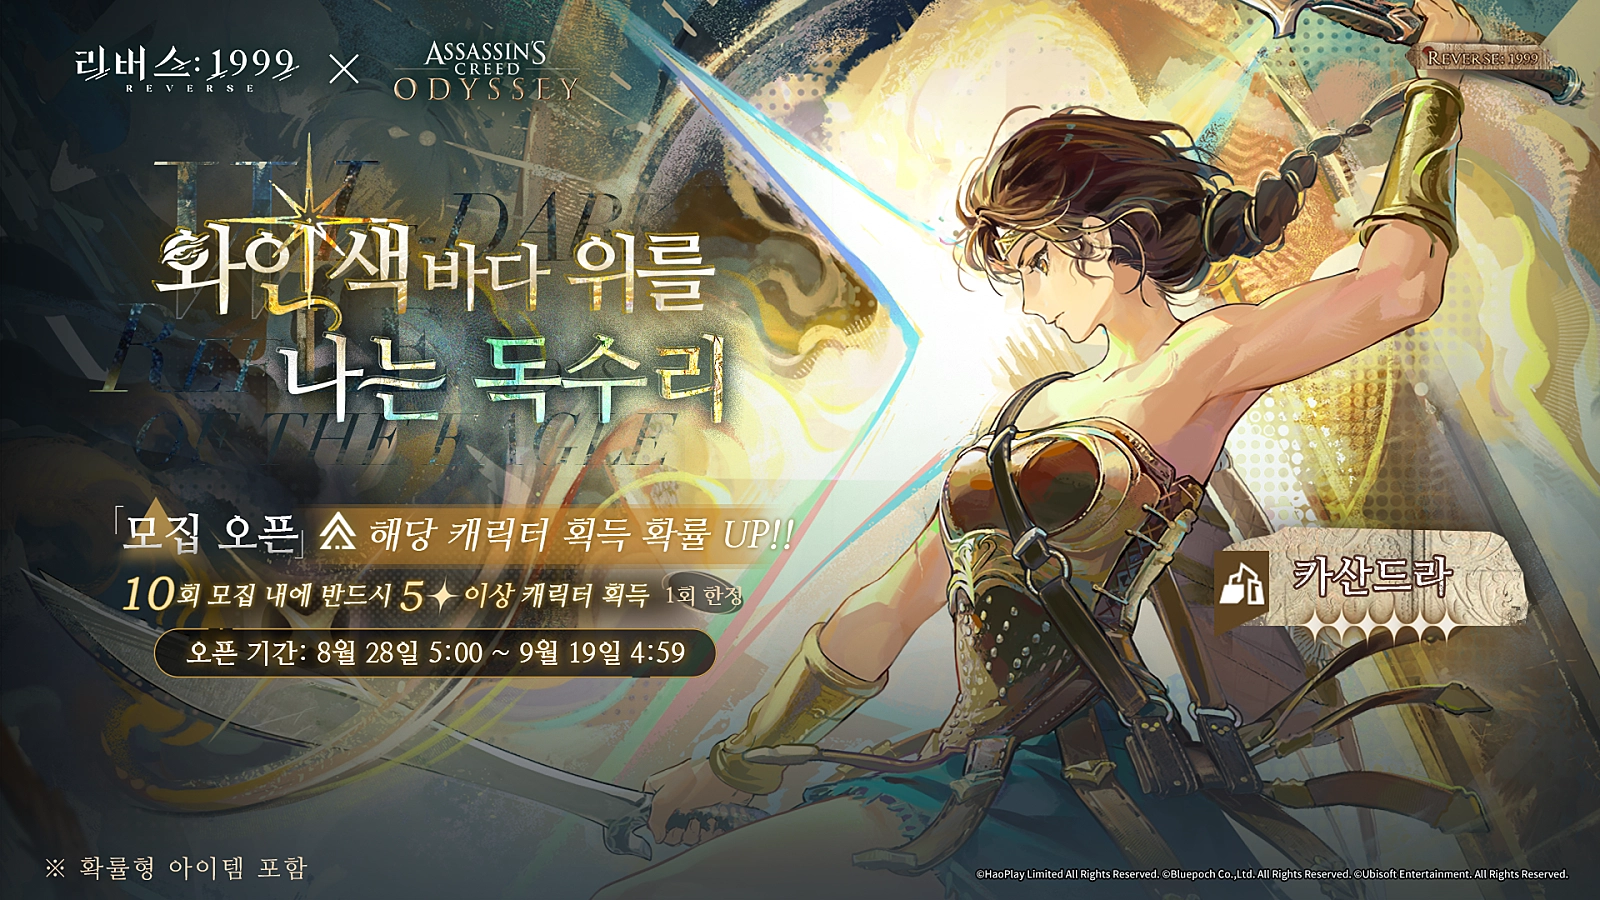 리버스: 1999
REVERSE
×
ASSASSIN'S
CREED
ODYSSEY
REVERSE: 1999
와인색 바다 위를
나는 독수리
OF THE EAGLE
「모집 오픈」 해당 캐릭터 획득 확률 UP!!
10회 모집 내에 반드시 5✦ 이상 캐릭터 획득 1회 한정
오픈 기간: 8월 28일 5:00 ~ 9월 19일 4:59
카산드라
※ 확률형 아이템 포함
©HaoPlay Limited All Rights Reserved. ©Bluepoch Co.,Ltd. All Rights Reserved. ©Ubisoft Entertainment. All Rights Reserved.